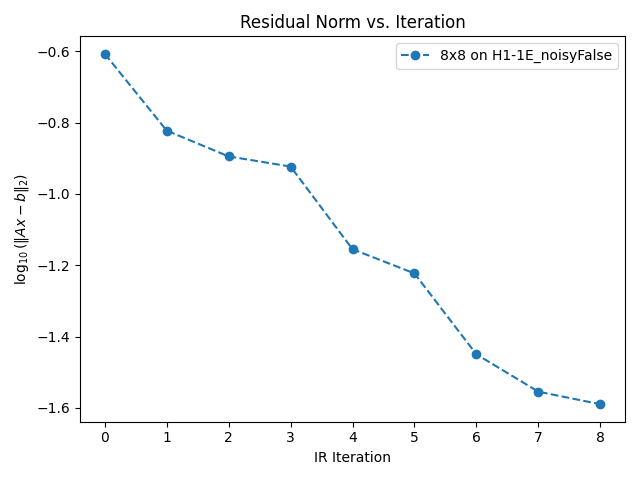 Residual Norm vs. Iteration
8x8 on H1-1E_noisyFalse
log₁₀(‖Ax − b‖₂)
−0.6
−0.8
−1.0
−1.2
−1.4
−1.6
0 1 2 3 4 5 6 7 8
IR Iteration